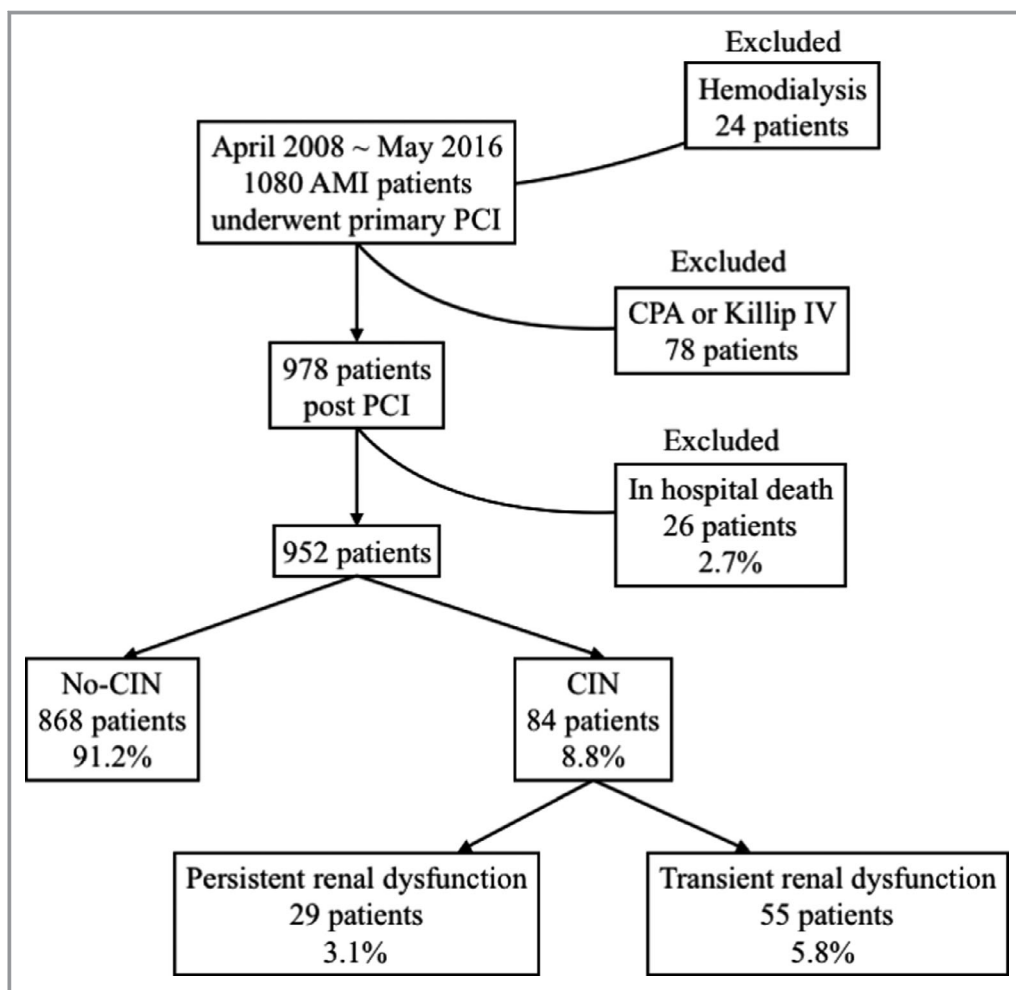 Excluded
Hemodialysis
24 patients
April 2008 ~ May 2016
1080 AMI patients
underwent primary PCI
Excluded
CPA or Killip IV
78 patients
978 patients
post PCI
Excluded
In hospital death
26 patients
2.7%
952 patients
No-CIN
868 patients
91.2%
CIN
84 patients
8.8%
Persistent renal dysfunction
29 patients
3.1%
Transient renal dysfunction
55 patients
5.8%